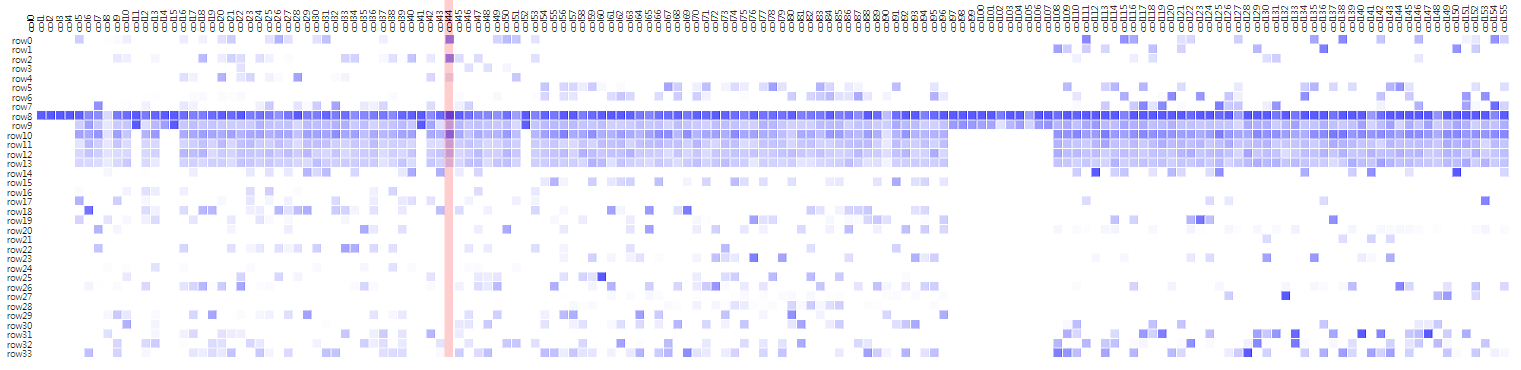 col0 col1 col2 col3 col4 col5 col6 col7 col8 col9 col10 col11 col12 col13 col14 col15 col16 col17 col18 col19 col20 col21 col22 col23 col24 col25 col26 col27 col28 col29 col30 col31 col32 col33 col34 col35 col36 col37 col38 col39 col40 col41 col42 col43 col44 col45 col46 col47 col48 col49 col50 col51 col52 col53 col54 col55 col56 col57 col58 col59 col60 col61 col62 col63 col64 col65 col66 col67 col68 col69 col70 col71 col72 col73 col74 col75 col76 col77 col78 col79 col80 col81 col82 col83 col84 col85 col86 col87 col88 col89 col90 col91 col92 col93 col94 col95 col96 col97 col98 col99 col100 col101 col102 col103 col104 col105 col106 col107 col108 col109 col110 col111 col112 col113 col114 col115 col116 col117 col118 col119 col120 col121 col122 col123 col124 col125 col126 col127 col128 col129 col130 col131 col132 col133 col134 col135 col136 col137 col138 col139 col140 col141 col142 col143 col144 col145 col146 col147 col148 col149 col150 col151 col152 col153 col154 col155
row0
row1
row2
row3
row4
row5
row6
row7
row8
row9
row10
row11
row12
row13
row14
row15
row16
row17
row18
row19
row20
row21
row22
row23
row24
row25
row26
row27
row28
row29
row30
row31
row32
row33